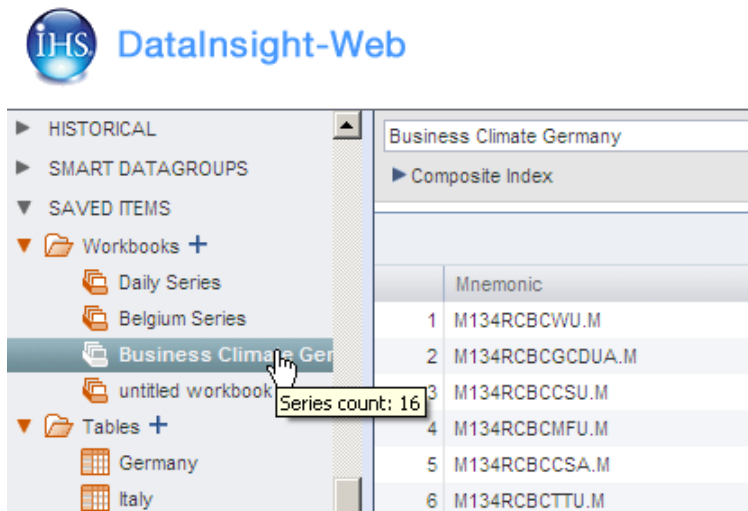 IHS DataInsight-Web
HISTORICAL
SMART DATAGROUPS
SAVED ITEMS
Workbooks +
Daily Series
Belgium Series
Business Climate Ger
untitled workbook
Series count: 16
Tables +
Germany
Italy
Business Climate Germany
Composite Index
Mnemonic
1 M134RCBCWU.M
2 M134RCBCGCDUA.M
3 M134RCBCCSU.M
4 M134RCBCMFU.M
5 M134RCBCCSA.M
6 M134RCBCTTU.M